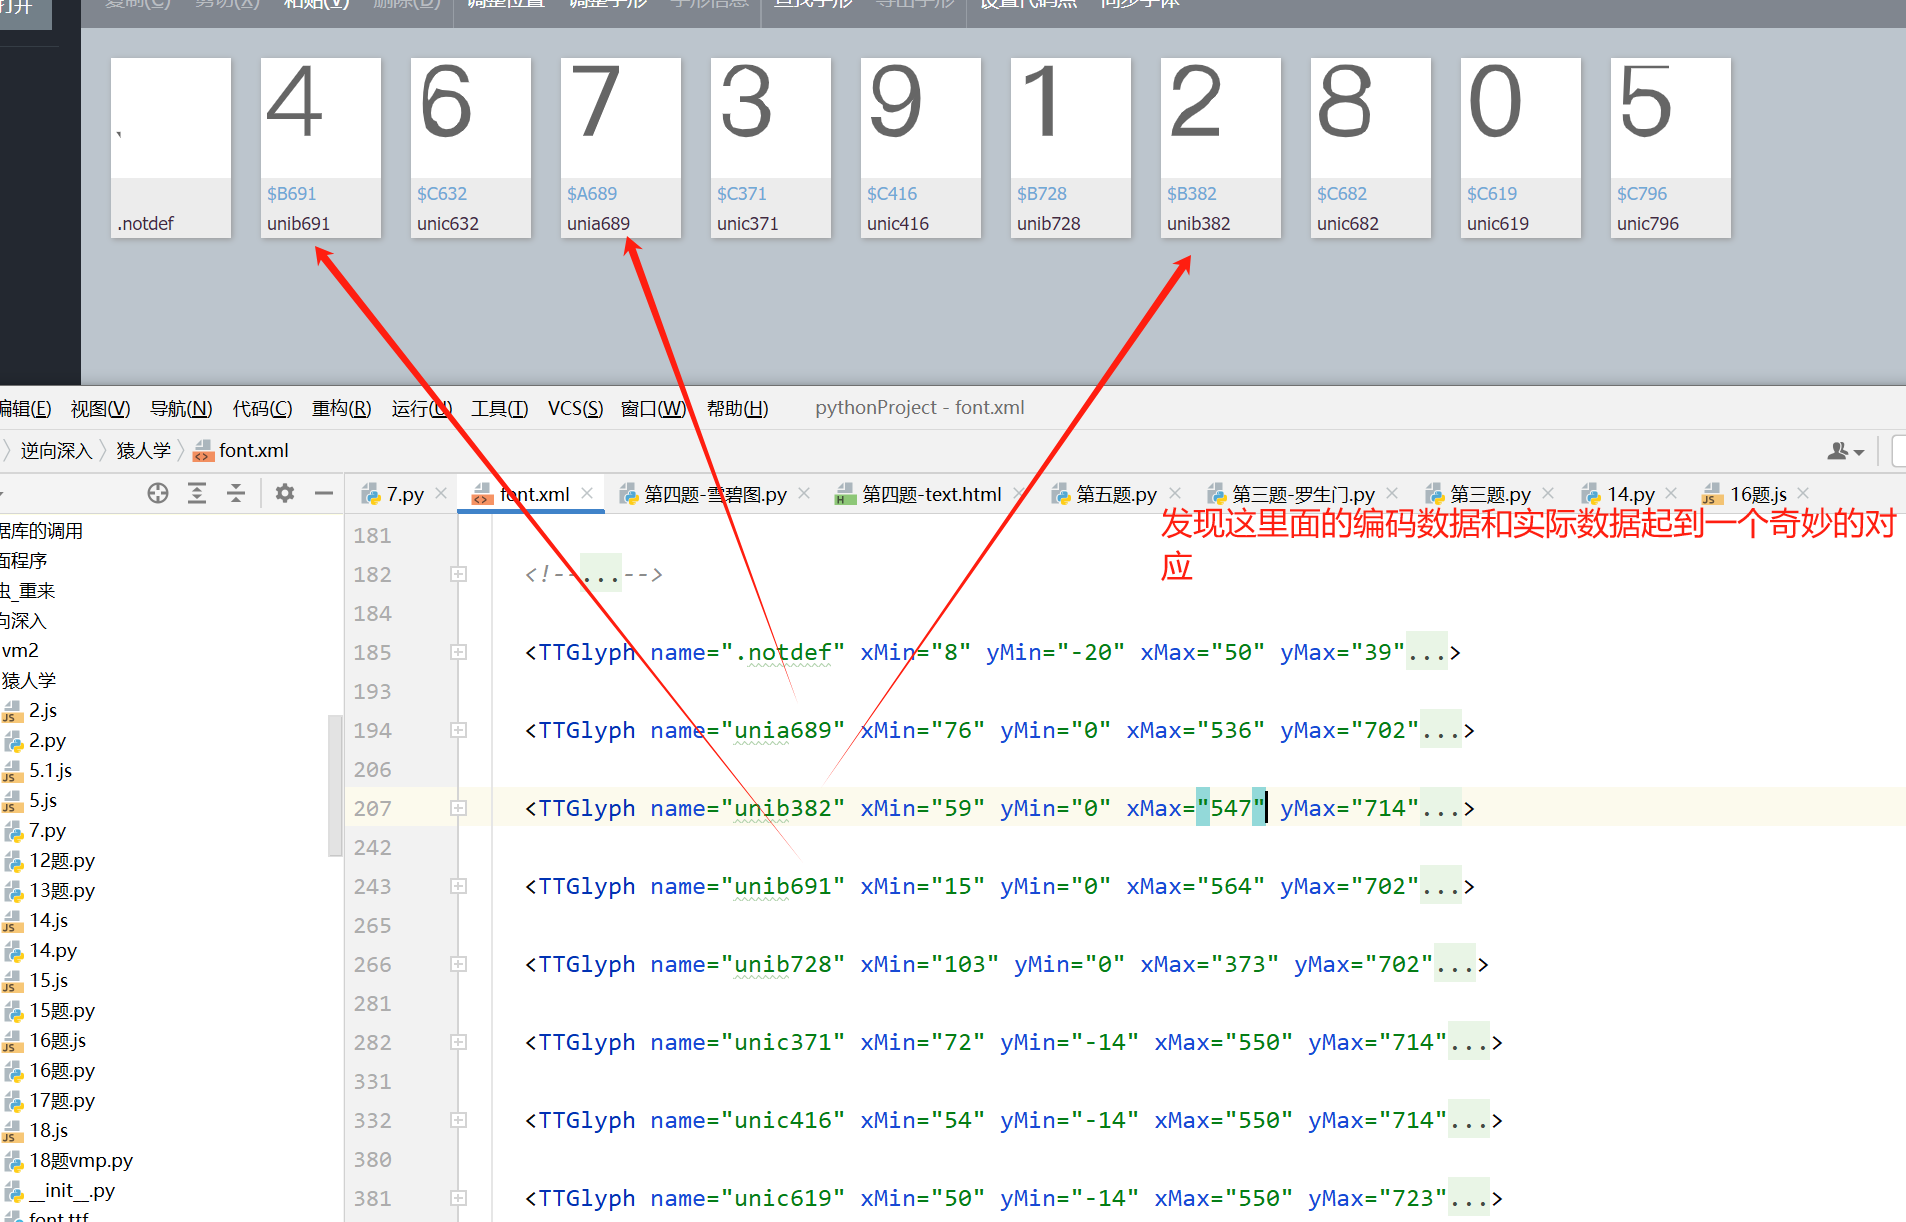 打开
复制(C) 剪切(X) 粘贴(V) 删除(D) 调整位置 调整字形 字形信息 查找字形 导出字形 设置代码点 同步字体
4 6 7 3 9 1 2 8 0 5
$B691 $C632 $A689 $C371 $C416 $B728 $B382 $C682 $C619 $C796
.notdef unib691 unic632 unia689 unic371 unic416 unib728 unib382 unic682 unic619 unic796
编辑(E) 视图(V) 导航(N) 代码(C) 重构(R) 运行(U) 工具(T) VCS(S) 窗口(W) 帮助(H) pythonProject - font.xml
逆向深入 猿人学 font.xml
7.py font.xml 第四题-雪碧图.py 第四题-text.html 第五题.py 第三题-罗生门.py 第三题.py 14.py 16题.js
发现这里面的编码数据和实际数据起到一个奇妙的对
应
据库的调用
面程序
虫_重来
向深入
vm2
猿人学
2.js
2.py
5.1.js
5.js
7.py
12题.py
13题.py
14.js
14.py
15.js
15题.py
16题.js
16题.py
17题.py
18.js
18题vmp.py
__init__.py
font.ttf
181
182 <!--...-->
184
185 <TTGlyph name=".notdef" xMin="8" yMin="-20" xMax="50" yMax="39"...>
193
194 <TTGlyph name="unia689" xMin="76" yMin="0" xMax="536" yMax="702"...>
206
207 <TTGlyph name="unib382" xMin="59" yMin="0" xMax="547" yMax="714"...>
242
243 <TTGlyph name="unib691" xMin="15" yMin="0" xMax="564" yMax="702"...>
265
266 <TTGlyph name="unib728" xMin="103" yMin="0" xMax="373" yMax="702"...>
281
282 <TTGlyph name="unic371" xMin="72" yMin="-14" xMax="550" yMax="714"...>
331
332 <TTGlyph name="unic416" xMin="54" yMin="-14" xMax="550" yMax="714"...>
380
381 <TTGlyph name="unic619" xMin="50" yMin="-14" xMax="550" yMax="723"...>